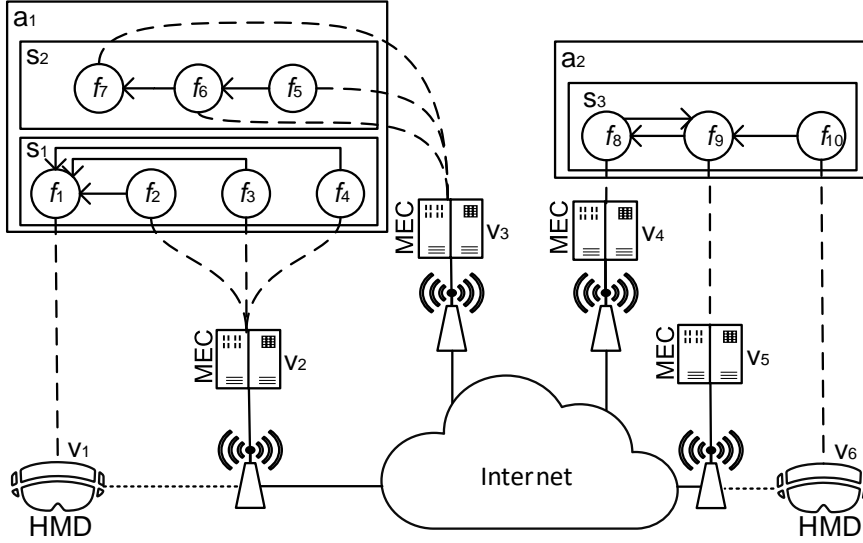 a1
s2
f7
f6
f5
s1
f1
f2
f3
f4
a2
s3
f8
f9
f10
MEC
v3
MEC
v4
MEC
v2
MEC
v5
v1
HMD
Internet
v6
HMD